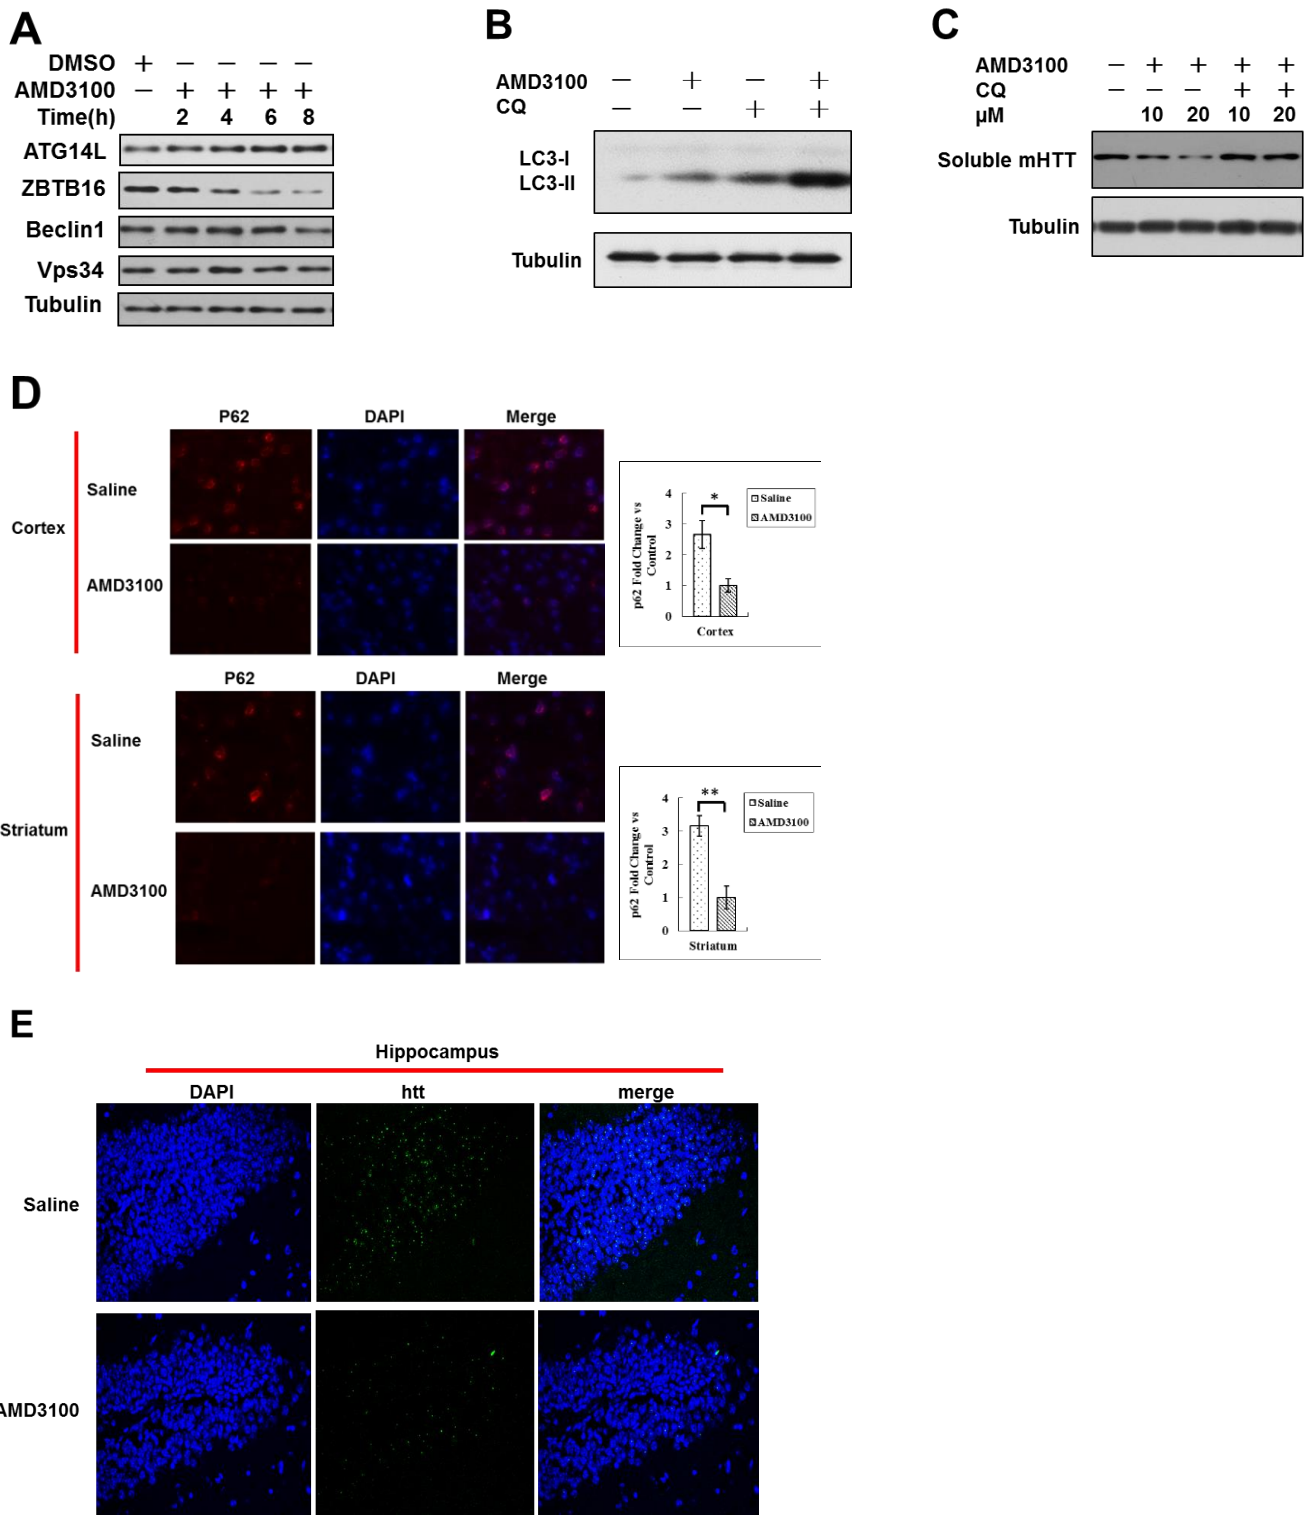 A
DMSO + − − − −
AMD3100 − + + + +
Time(h) 2 4 6 8
ATG14L
ZBTB16
Beclin1
Vps34
Tubulin
B
AMD3100 − + − +
CQ − − + +
LC3-I
LC3-II
Tubulin
C
AMD3100 − + + + +
CQ − − − + +
µM 10 20 10 20
Soluble mHTT
Tubulin
D
P62 DAPI Merge
Cortex
Saline
AMD3100
p62 Fold Change vs
Control
4
3
2
1
0
*
Saline
AMD3100
Cortex
P62 DAPI Merge
Striatum
Saline
AMD3100
p62 Fold Change vs
Control
4
3
2
1
0
**
Saline
AMD3100
Striatum
E
Hippocampus
DAPI htt merge
Saline
AMD3100